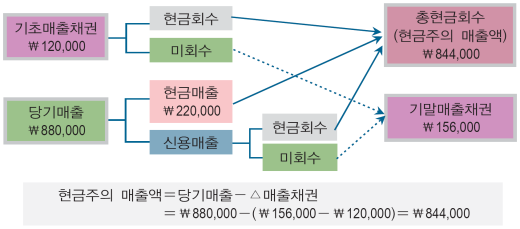 기초매출채권
₩120,000
현금회수
미회수
당기매출
₩880,000
현금매출
₩220,000
신용매출
현금회수
미회수
총현금회수
(현금주의 매출액)
₩844,000
기말매출채권
₩156,000
현금주의 매출액=당기매출-△매출채권
=₩880,000-(₩156,000-₩120,000)=₩844,000